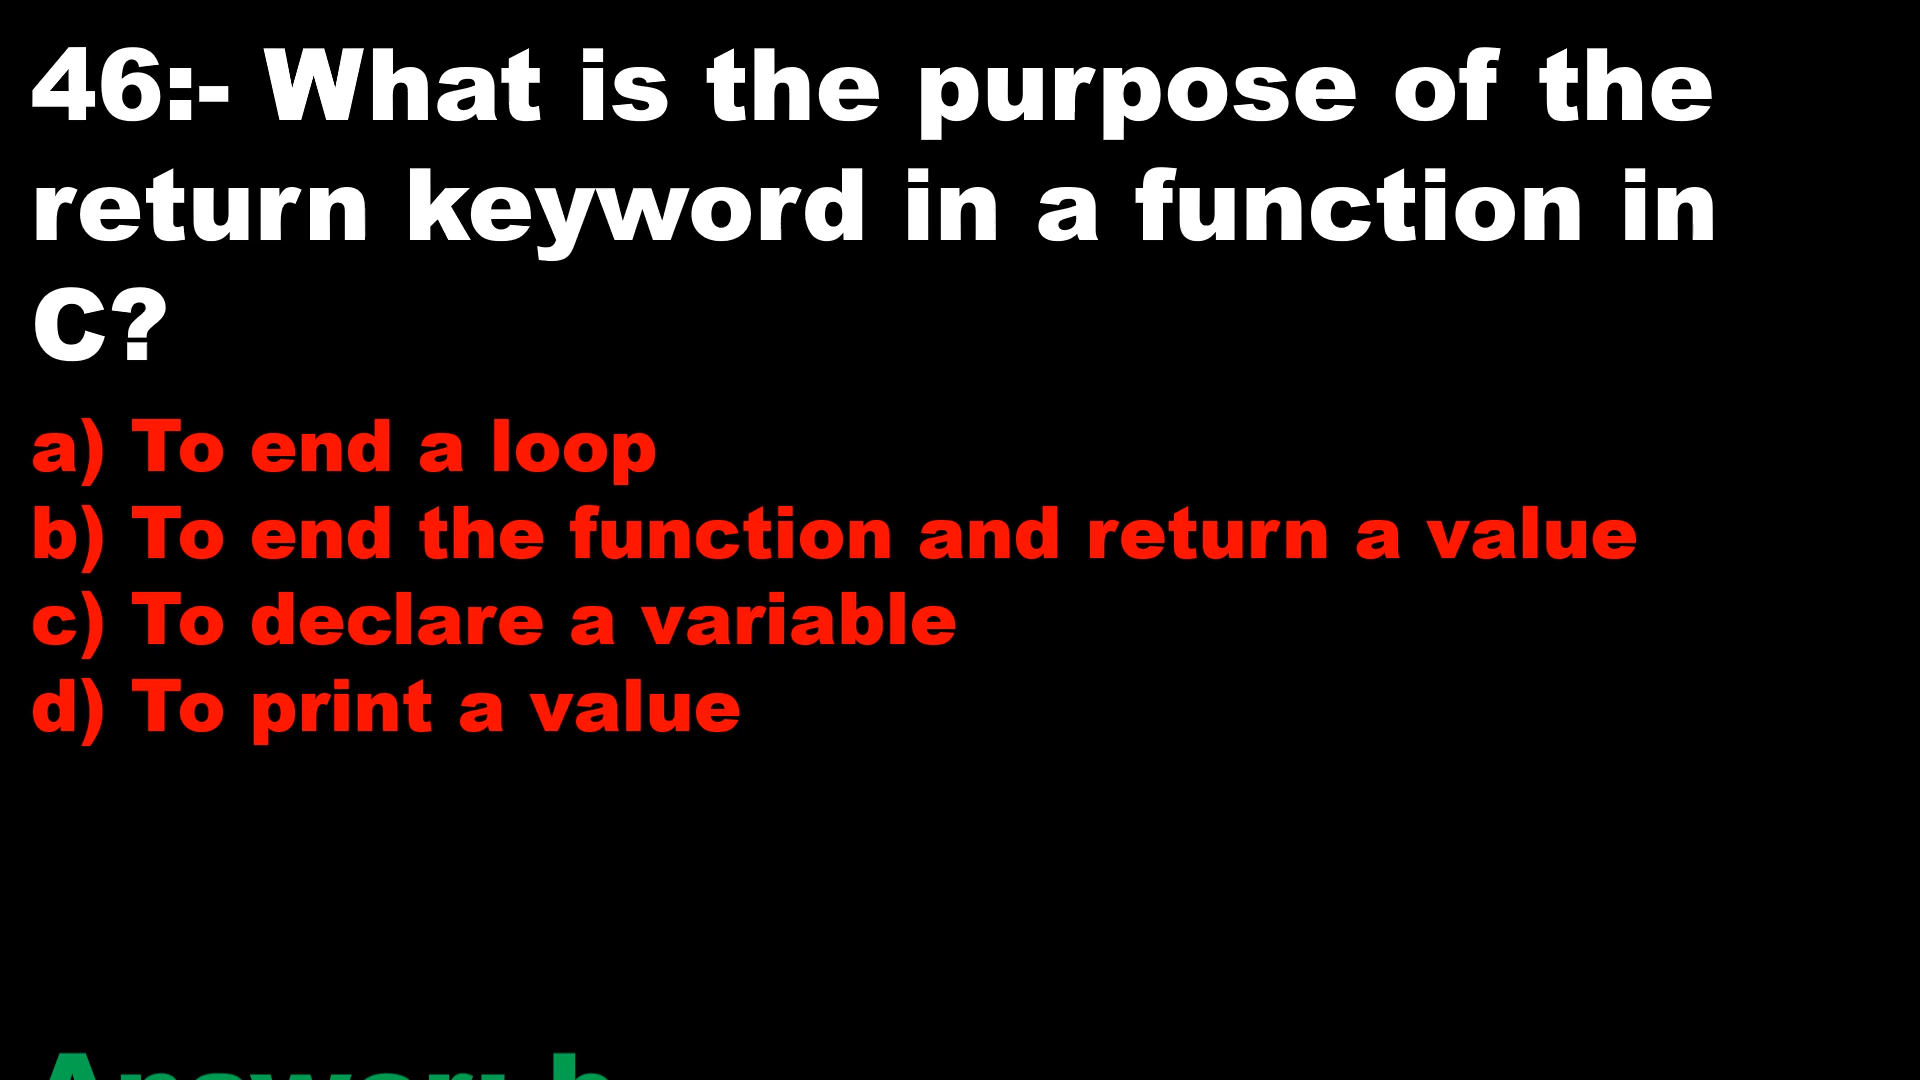 46:- What is the purpose of the
return keyword in a function in
C?
a) To end a loop
b) To end the function and return a value
c) To declare a variable
d) To print a value
Answer: b